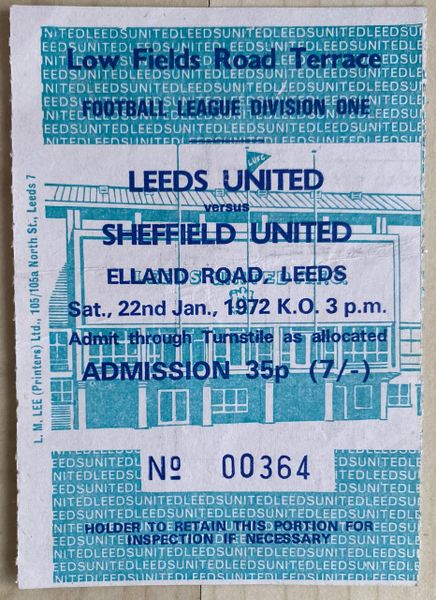 Low Fields Road Terrace
FOOTBALL LEAGUE DIVISION ONE
LUFC
LEEDS UNITED
versus
SHEFFIELD UNITED
ELLAND ROAD, LEEDS
Sat., 22nd Jan., 1972 K.O. 3 p.m.
Admit through Turnstile as allocated
ADMISSION 35p (7/-)
No 00364
HOLDER TO RETAIN THIS PORTION FOR
INSPECTION IF NECESSARY
L. M. LEE (Printers) Ltd., 105/105a North St., Leeds 7